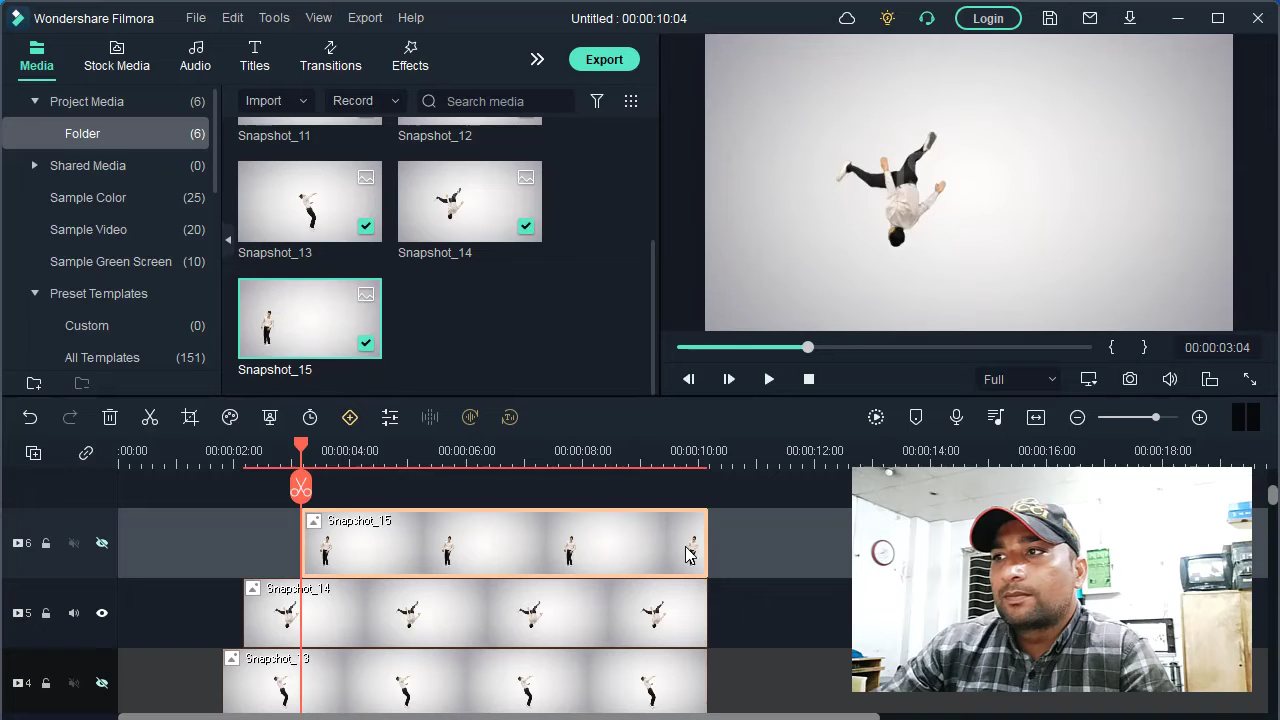 Wondershare Filmora File Edit Tools View Export Help Untitled : 00:00:10:04 Login
Media Stock Media Audio Titles Transitions Effects Export
Project Media (6)
Folder (6)
Shared Media (0)
Sample Color (25)
Sample Video (20)
Sample Green Screen (10)
Preset Templates
Custom (0)
All Templates (151)
Import Record Search media
Snapshot_11 Snapshot_12
Snapshot_13 Snapshot_14
Snapshot_15
{ } 00:00:03:04
Full
:00:00 00:00:02:00 00:00:04:00 00:00:06:00 00:00:08:00 00:00:10:00 00:00:12:00 00:00:14:00 00:00:16:00 00:00:18:00
6 Snapshot_15
5 Snapshot_14
4 Snapshot_13